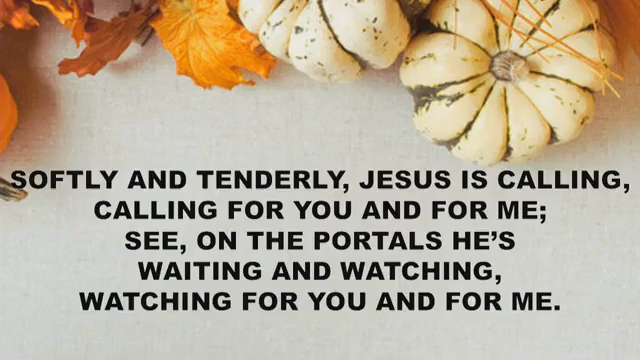 SOFTLY AND TENDERLY, JESUS IS CALLING,
CALLING FOR YOU AND FOR ME;
SEE, ON THE PORTALS HE’S
WAITING AND WATCHING,
WATCHING FOR YOU AND FOR ME.